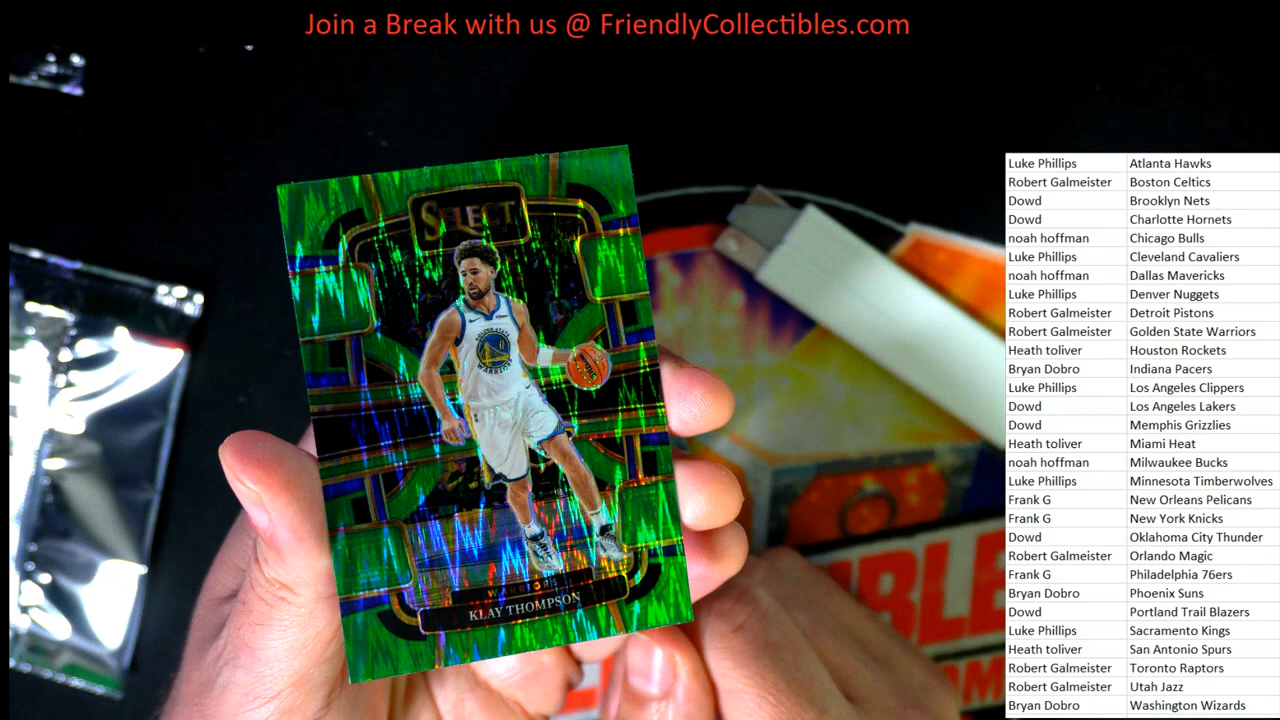 Join a Break with us @ FriendlyCollectibles.com
SELECT
GOLDEN STATE
WARRIORS
WARRIORS
KLAY THOMPSON
Luke Phillips Atlanta Hawks
Robert Galmeister Boston Celtics
Dowd Brooklyn Nets
Dowd Charlotte Hornets
noah hoffman Chicago Bulls
Luke Phillips Cleveland Cavaliers
noah hoffman Dallas Mavericks
Luke Phillips Denver Nuggets
Robert Galmeister Detroit Pistons
Robert Galmeister Golden State Warriors
Heath toliver Houston Rockets
Bryan Dobro Indiana Pacers
Luke Phillips Los Angeles Clippers
Dowd Los Angeles Lakers
Dowd Memphis Grizzlies
Heath toliver Miami Heat
noah hoffman Milwaukee Bucks
Luke Phillips Minnesota Timberwolves
Frank G New Orleans Pelicans
Frank G New York Knicks
Dowd Oklahoma City Thunder
Robert Galmeister Orlando Magic
Frank G Philadelphia 76ers
Bryan Dobro Phoenix Suns
Dowd Portland Trail Blazers
Luke Phillips Sacramento Kings
Heath toliver San Antonio Spurs
Robert Galmeister Toronto Raptors
Robert Galmeister Utah Jazz
Bryan Dobro Washington Wizards